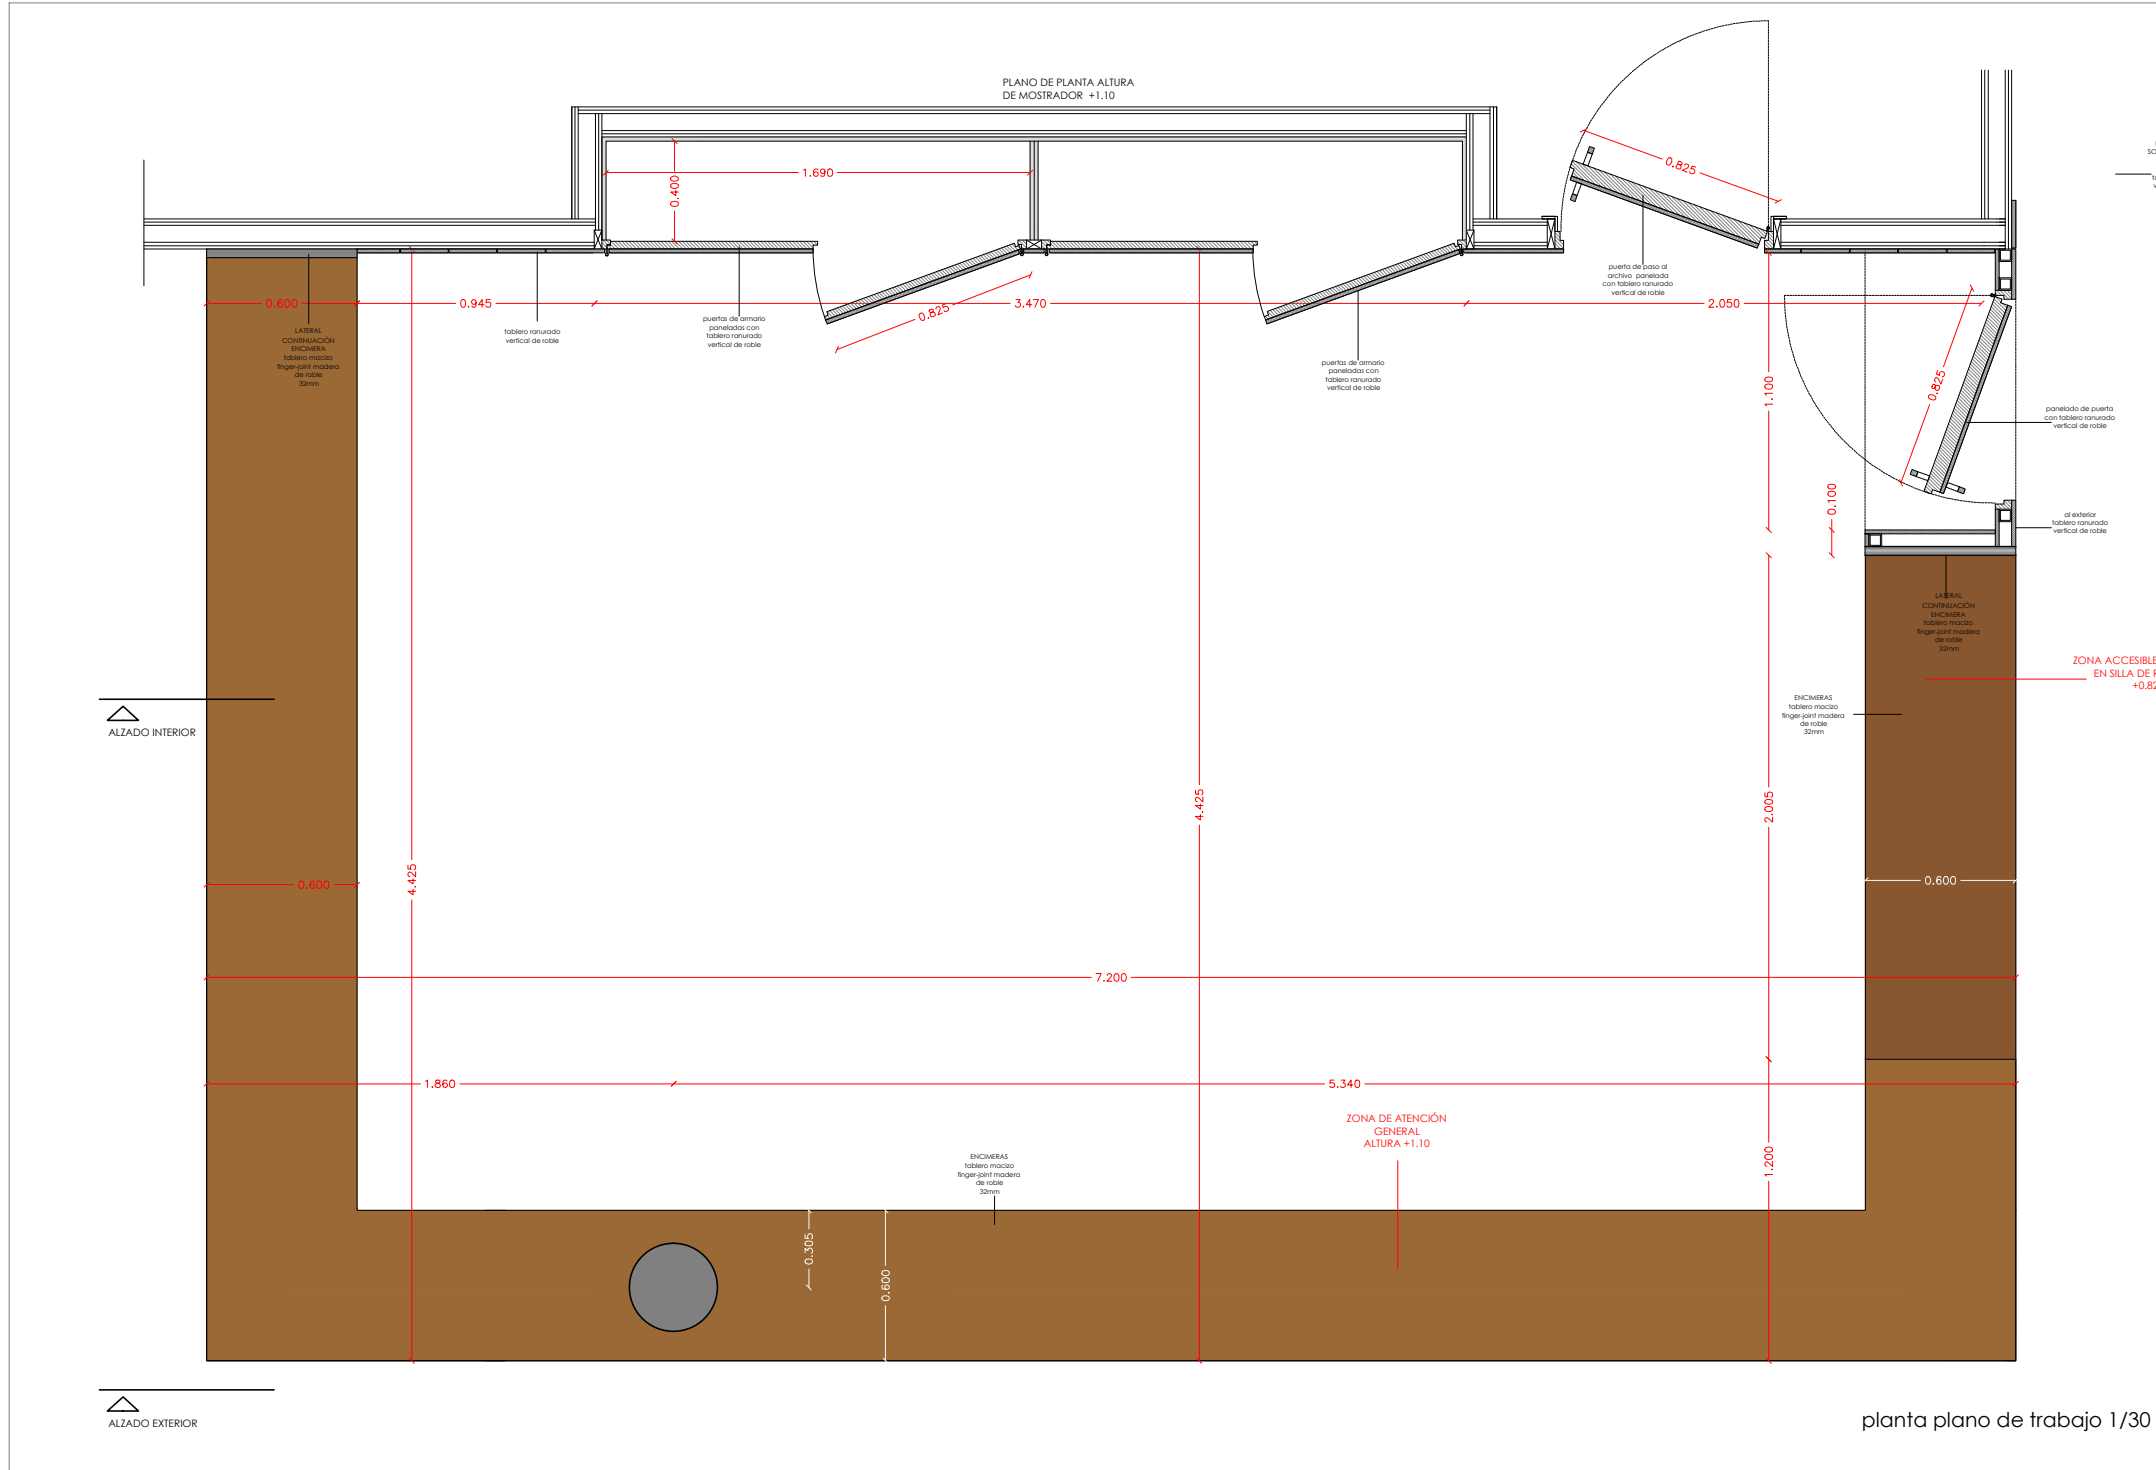 PLANO DE PLANTA ALTURA
DE MOSTRADOR +1.10
0.825
1.690
0.400
puerta de paso al
archivo panelada
con tablero ranurado
vertical de roble
0.600
0.945
3.470
2.050
0.825
LATERAL
CONTINUACIÓN
ENCIMERA
tablero macizo
finger-joint madera
de roble
32mm
tablero ranurado
vertical de roble
puertas de armario
paneladas con
tablero ranurado
vertical de roble
puertas de armario
paneladas con
tablero ranurado
vertical de roble
1.100
0.825
panelado de puerta
con tablero ranurado
vertical de roble
0.100
al exterior
tablero ranurado
vertical de roble
LATERAL
CONTINUACIÓN
ENCIMERA
tablero macizo
finger-joint madera
de roble
32mm
ZONA ACCESIBLE
EN SILLA DE
+0.82
ENCIMERAS
tablero macizo
finger-joint madera
de roble
32mm
ALZADO INTERIOR
4.425
4.425
2.005
0.600
0.600
7.200
1.860
5.340
ZONA DE ATENCIÓN
GENERAL
ALTURA +1.10
1.200
ENCIMERAS
tablero macizo
finger-joint madera
de roble
32mm
0.305
0.600
ALZADO EXTERIOR
planta plano de trabajo 1/30